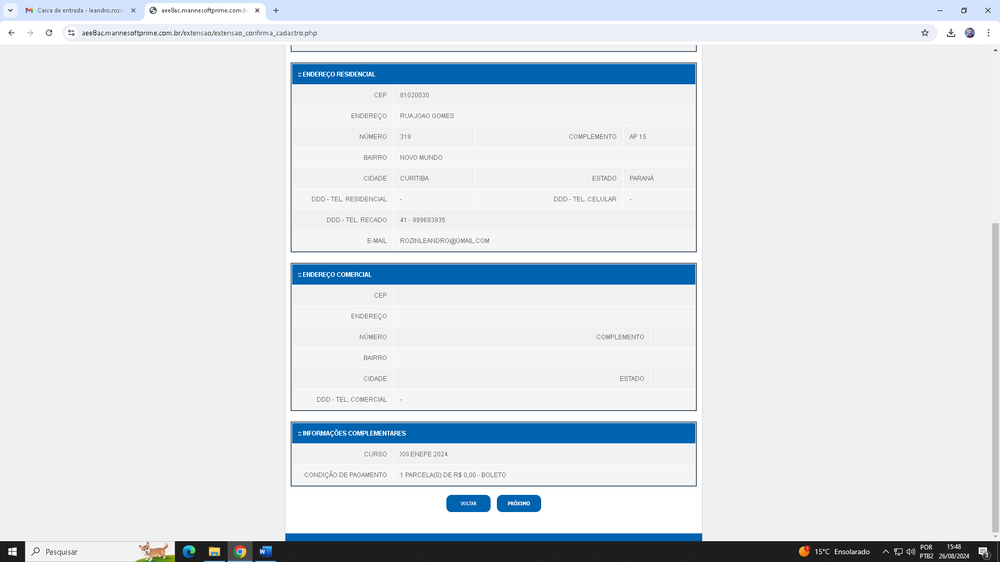 Caixa de entrada - leandro.rozin
aee8ac.mannesoftprime.com.b
aee8ac.mannesoftprime.com.br/extensao/extensao_confirma_cadastro.php
:: ENDEREÇO RESIDENCIAL
CEP 81020030
ENDEREÇO RUA JOAO GOMES
NÚMERO 319 COMPLEMENTO AP 15
BAIRRO NOVO MUNDO
CIDADE CURITIBA ESTADO PARANÁ
DDD - TEL. RESIDENCIAL - DDD - TEL. CELULAR -
DDD - TEL. RECADO 41 - 999693935
E-MAIL ROZINLEANDRO@GMAIL.COM
:: ENDEREÇO COMERCIAL
CEP
ENDEREÇO
NÚMERO COMPLEMENTO
BAIRRO
CIDADE ESTADO
DDD - TEL. COMERCIAL -
:: INFORMAÇÕES COMPLEMENTARES
CURSO XXI ENEPE 2024
CONDIÇÃO DE PAGAMENTO 1 PARCELA(S) DE R$ 0,00 - BOLETO
VOLTAR PRÓXIMO
Pesquisar
1
15°C Ensolarado
POR
PTB2
15:48
26/08/2024
3